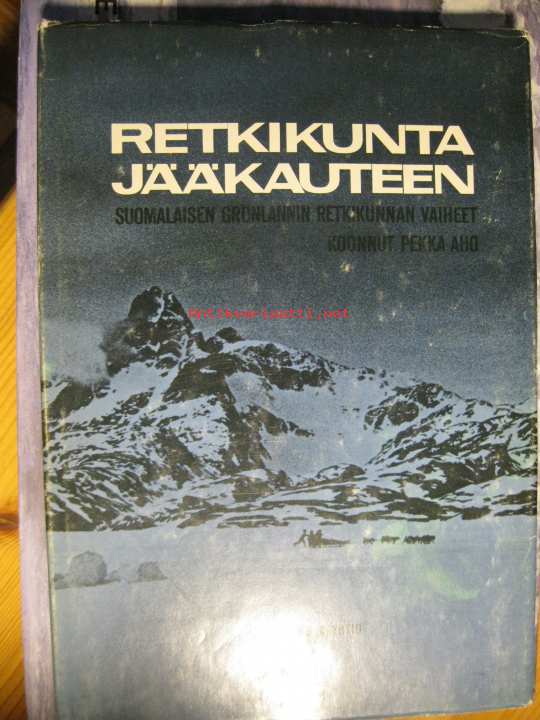 RETKIKUNTA
JÄÄKAUTEEN
SUOMALAISEN GRÖNLANNIN RETKIKUNNAN VAIHEET
KOONNUT PEKKA AHO
Antikvariaatti.net